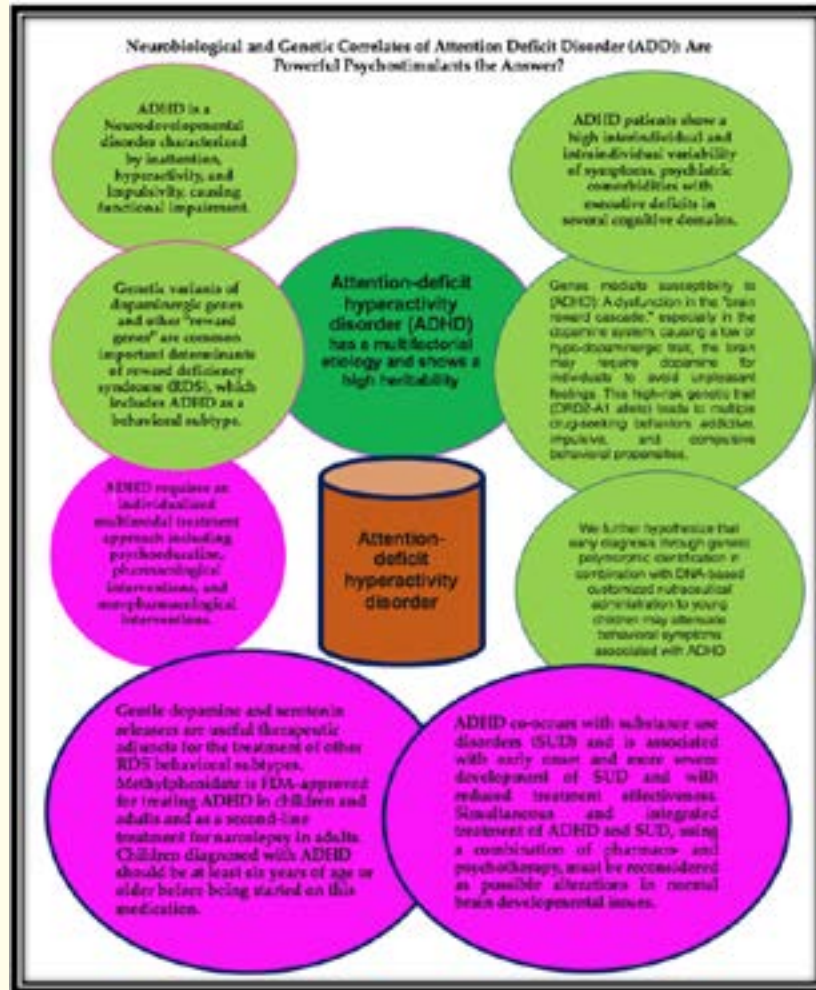 Neurobiological and Genetic Correlates of Attention Deficit Disorder (ADD): Are
Powerful Psychostimulants the Answer?
ADHD is a
Neurodevelopmental
disorder characterized
by inattention,
hyperactivity, and
impulsivity, causing
functional impairment.
ADHD patients show a
high interindividual and
intraindividual variability
of symptoms, psychiatric
comorbidities with
executive deficits in
several cognitive domains.
Genetic variants of
dopaminergic genes
and other "reward
genes" are common
important determinants
of reward deficiency
syndrome (RDS), which
includes ADHD as a
behavioral subtype.
Attention-deficit
hyperactivity
disorder (ADHD)
has a multifactorial
etiology and shows a
high heritability
Genes mediate susceptibility to
(ADHD): A dysfunction in the "brain
reward cascade," especially in the
dopamine system, causing a low or
hypo-dopaminergic trait, the brain
may require dopamine for
individuals to avoid unpleasant
feelings. This high-risk genetic trait
(DRD2-A1 allele) leads to multiple
drug-seeking behaviors addictive,
impulsive, and compulsive
behavioral propensities.
ADHD requires an
individualized
multimodal treatment
approach including
psychoeducation,
pharmacological
interventions, and
non-pharmacological
interventions.
Attention-
deficit
hyperactivity
disorder
We further hypothesize that
early diagnosis through genetic
polymorphic identification in
combination with DNA-based
customized nutraceutical
administration to young
children may attenuate
behavioral symptoms
associated with ADHD
Gentle dopamine and serotonin
releasers are useful therapeutic
adjuncts for the treatment of other
RDS behavioral subtypes.
Methylphenidate is FDA-approved
for treating ADHD in children and
adults and as a second-line
treatment for narcolepsy in adults.
Children diagnosed with ADHD
should be at least six years of age or
older before being started on this
medication.
ADHD co-occurs with substance use
disorders (SUD) and is associated
with early onset and more severe
development of SUD and with
reduced treatment effectiveness.
Simultaneous and integrated
treatment of ADHD and SUD, using
a combination of pharmaco- and
psychotherapy, must be reconsidered
as possible alterations in normal
brain developmental issues.